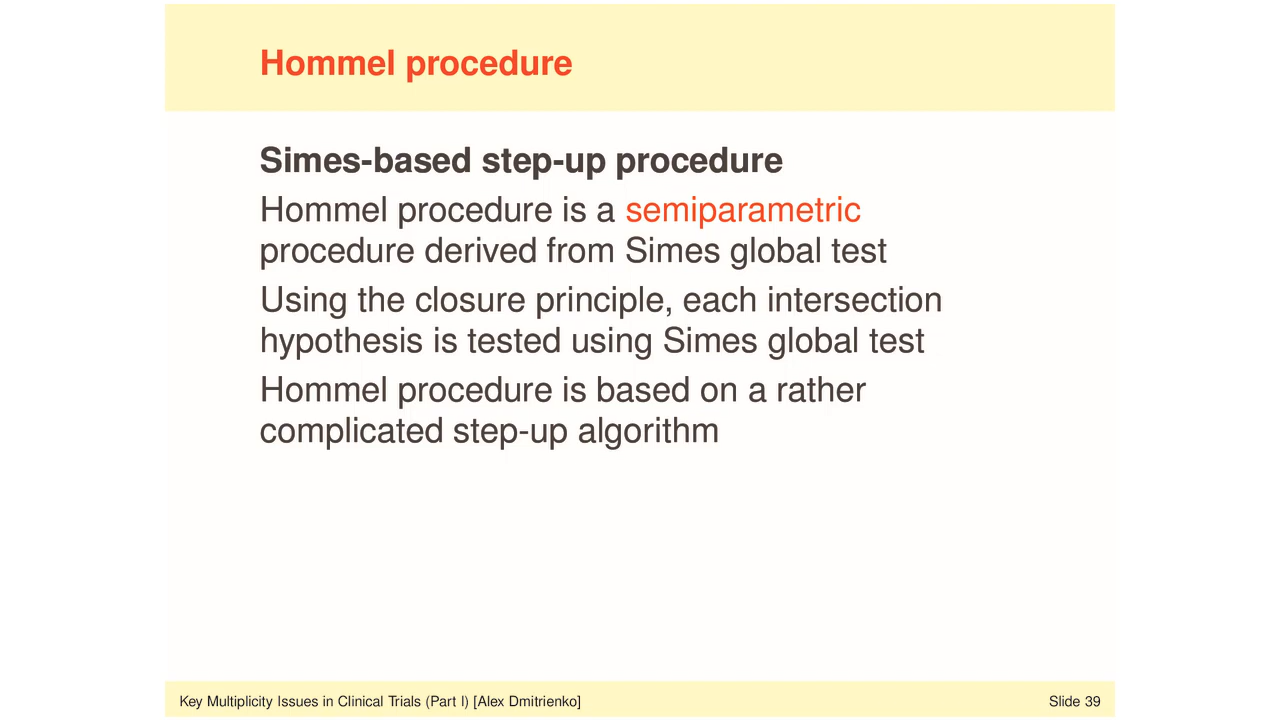 Hommel procedure
Simes-based step-up procedure
Hommel procedure is a semiparametric
procedure derived from Simes global test
Using the closure principle, each intersection
hypothesis is tested using Simes global test
Hommel procedure is based on a rather
complicated step-up algorithm
Key Multiplicity Issues in Clinical Trials (Part I) [Alex Dmitrienko]
Slide 39